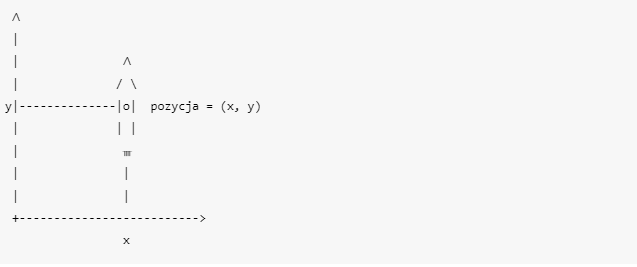 ^
 |
 |               ^
 |              / \
y|--------------|o|  pozycja = (x, y)
 |              | |
 |               ₶
 |               |
 |               |
 +-------------------------->
                 x